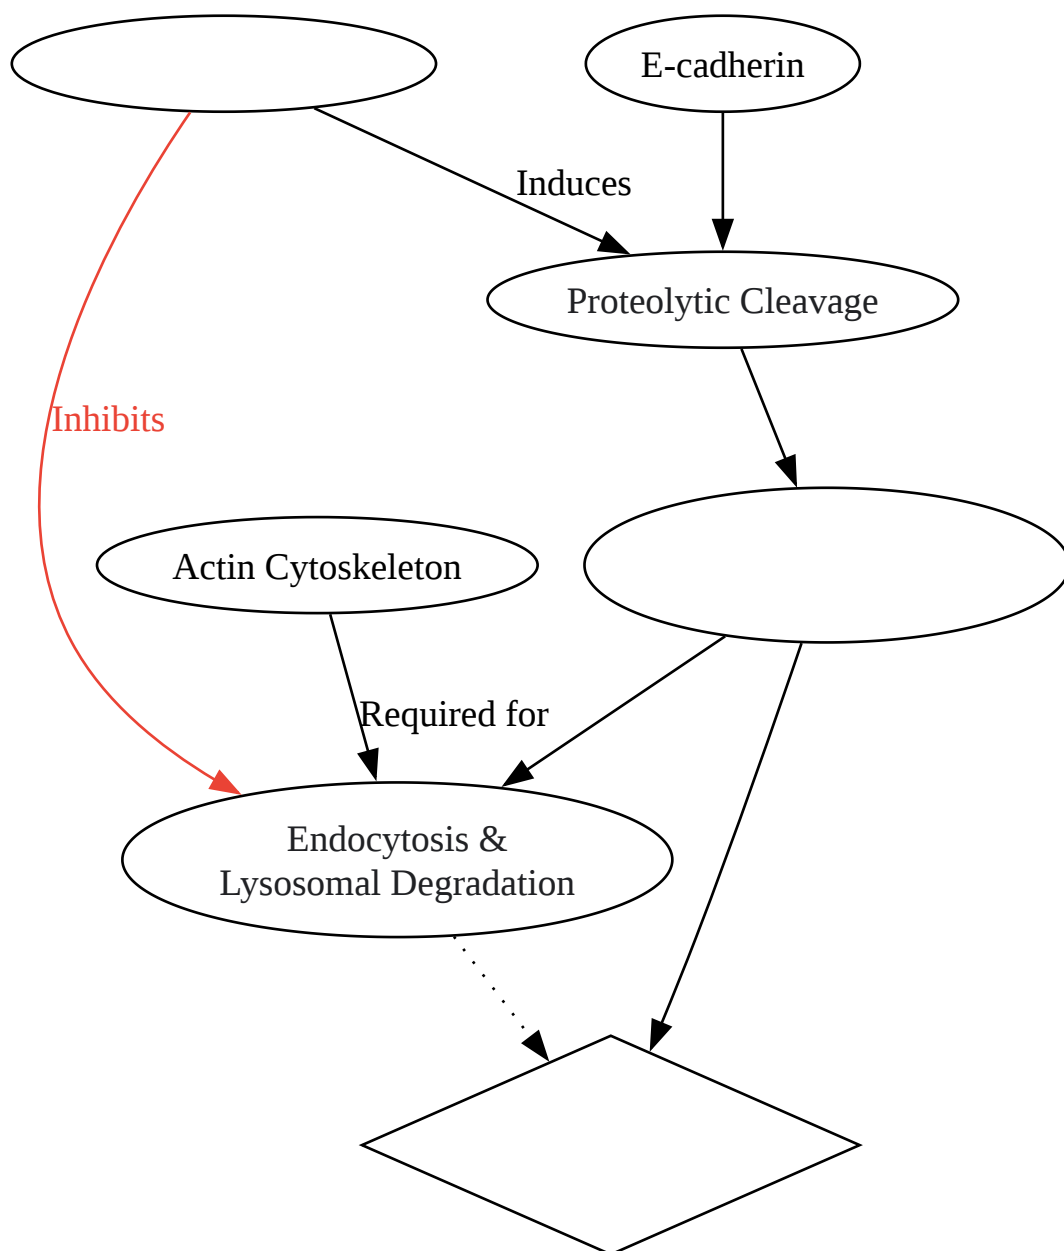 E-cadherin
Induces
Proteolytic Cleavage
Inhibits
Actin Cytoskeleton
Required for
Endocytosis &
Lysosomal Degradation